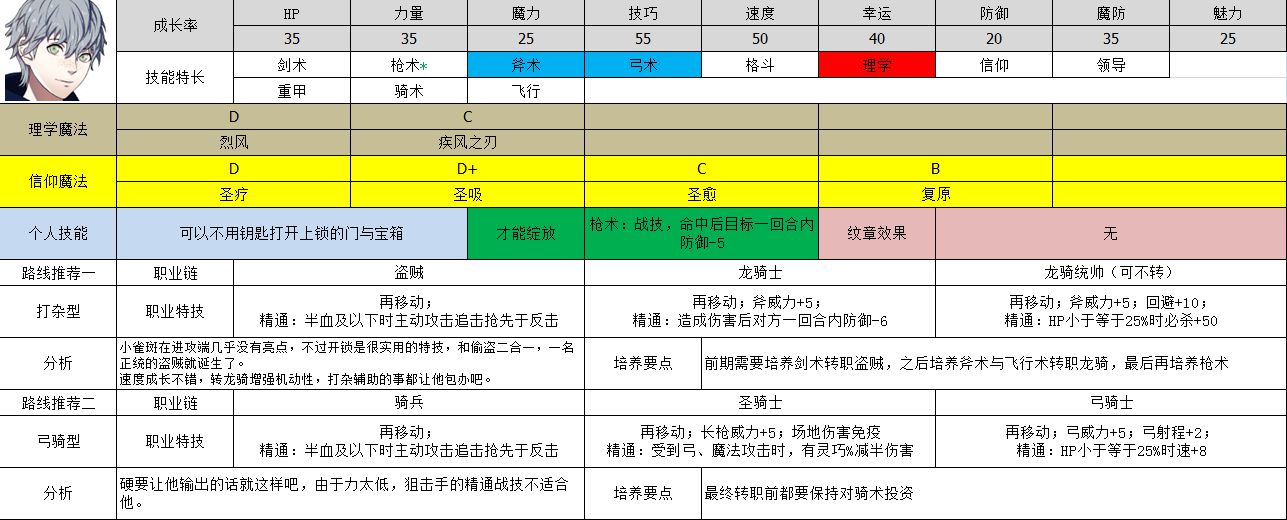 成长率 HP 力量 魔力 技巧 速度 幸运 防御 魔防 魅力
35 35 25 55 50 40 20 35 25
技能特长 剑术 枪术* 斧术 弓术 格斗 理学 信仰 领导
重甲 骑术 飞行
理学魔法 D C
烈风 疾风之刃
信仰魔法 D D+ C B
圣疗 圣吸 圣愈 复原
个人技能 可以不用钥匙打开上锁的门与宝箱 才能绽放 枪术:战技,命中后目标一回合内
防御-5 纹章效果 无
路线推荐一 职业链 盗贼 龙骑士 龙骑统帅(可不转)
打杂型 职业特技 再移动;
精通:半血及以下时主动攻击追击抢先于反击
再移动;斧威力+5;
精通:造成伤害后对方一回合内防御-6
再移动;斧威力+5;回避+10;
精通:HP小于等于25%时必杀+50
分析 小雀斑在进攻端几乎没有亮点,不过开锁是很实用的特技,和偷盗二合一,一名
正统的盗贼就诞生了。
速度成长不错,转龙骑增强机动性,打杂辅助的事都让他包办吧。
培养要点 前期需要培养剑术转职盗贼,之后培养斧术与飞行术转职龙骑,最后再培养枪术
路线推荐二 职业链 骑兵 圣骑士 弓骑士
弓骑型 职业特技 再移动;
精通:半血及以下时主动攻击追击抢先于反击
再移动;长枪威力+5;场地伤害免疫
精通:受到弓、魔法攻击时,有灵巧%减半伤害
再移动;弓威力+5;弓射程+2;
精通:HP小于等于25%时速+8
分析 硬要让他输出的话就这样吧,由于力太低,狙击手的精通战技不适合
他。
培养要点 最终转职前都要保持对骑术投资